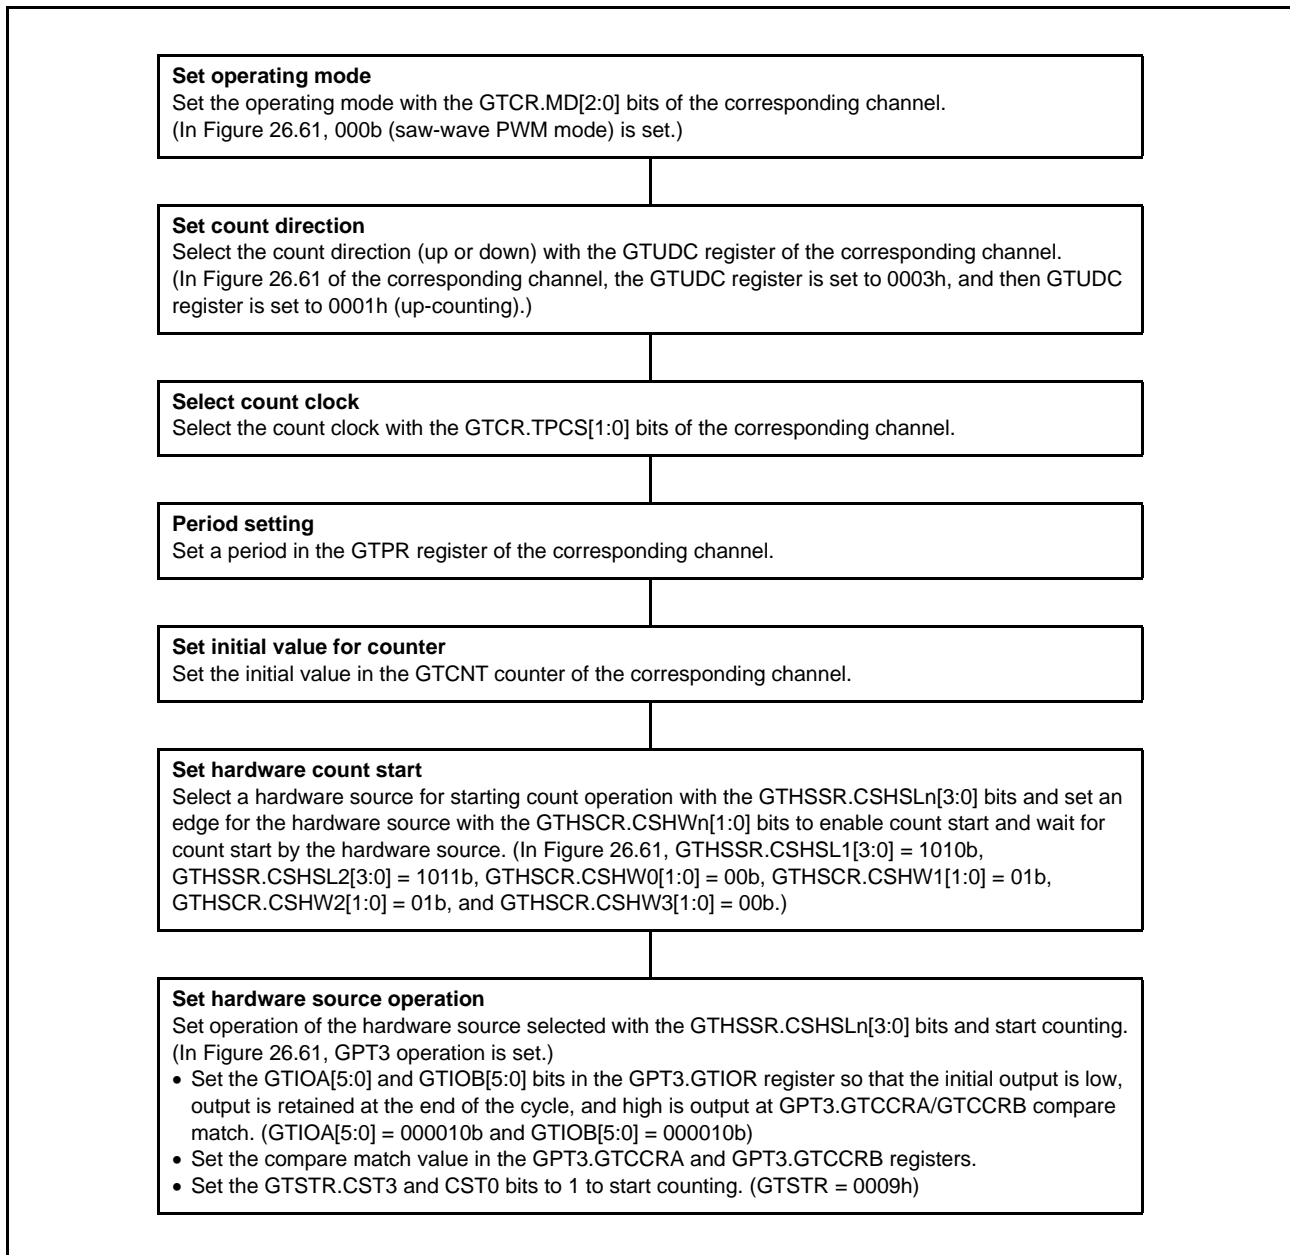 Set operating mode
Set the operating mode with the GTCR.MD[2:0] bits of the corresponding channel.
(In Figure 26.61, 000b (saw-wave PWM mode) is set.)
Set count direction
Select the count direction (up or down) with the GTUDC register of the corresponding channel.
(In Figure 26.61 of the corresponding channel, the GTUDC register is set to 0003h, and then GTUDC
register is set to 0001h (up-counting).)
Select count clock
Select the count clock with the GTCR.TPCS[1:0] bits of the corresponding channel.
Period setting
Set a period in the GTPR register of the corresponding channel.
Set initial value for counter
Set the initial value in the GTCNT counter of the corresponding channel.
Set hardware count start
Select a hardware source for starting count operation with the GTHSSR.CSHSLn[3:0] bits and set an
edge for the hardware source with the GTHSCR.CSHWn[1:0] bits to enable count start and wait for
count start by the hardware source. (In Figure 26.61, GTHSSR.CSHSL1[3:0] = 1010b,
GTHSSR.CSHSL2[3:0] = 1011b, GTHSCR.CSHW0[1:0] = 00b, GTHSCR.CSHW1[1:0] = 01b,
GTHSCR.CSHW2[1:0] = 01b, and GTHSCR.CSHW3[1:0] = 00b.)
Set hardware source operation
Set operation of the hardware source selected with the GTHSSR.CSHSLn[3:0] bits and start counting.
(In Figure 26.61, GPT3 operation is set.)
• Set the GTIOA[5:0] and GTIOB[5:0] bits in the GPT3.GTIOR register so that the initial output is low,
output is retained at the end of the cycle, and high is output at GPT3.GTCCRA/GTCCRB compare
match. (GTIOA[5:0] = 000010b and GTIOB[5:0] = 000010b)
• Set the compare match value in the GPT3.GTCCRA and GPT3.GTCCRB registers.
• Set the GTSTR.CST3 and CST0 bits to 1 to start counting. (GTSTR = 0009h)